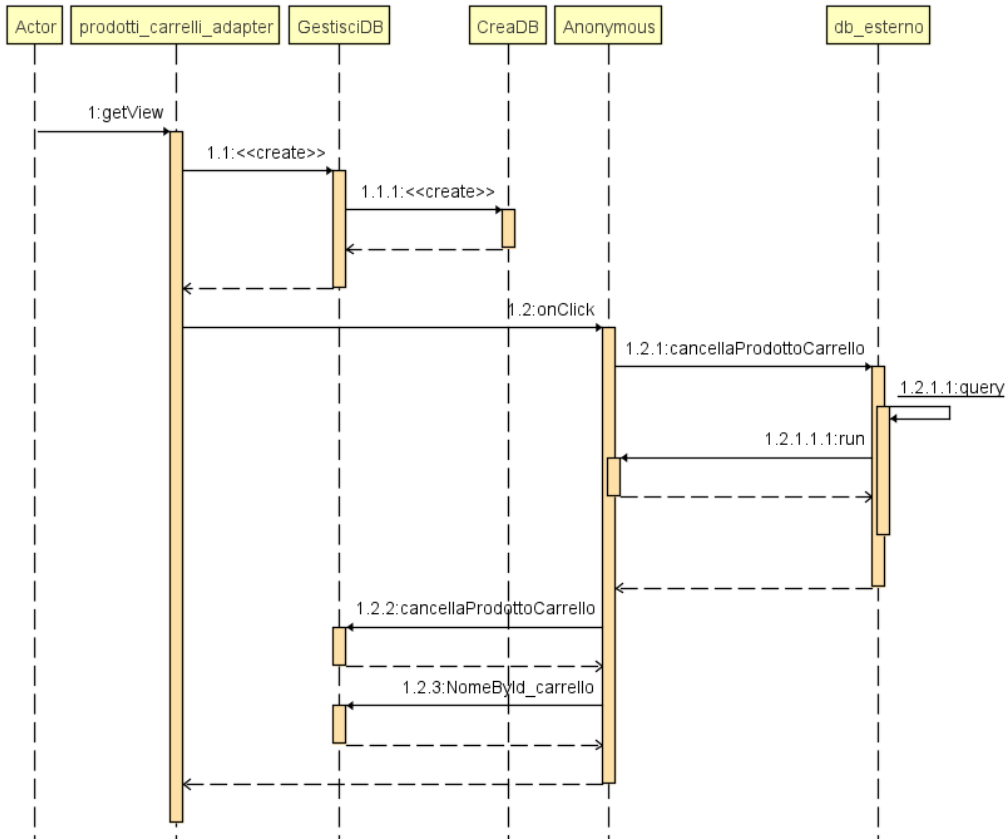 Actor
prodotti_carrelli_adapter
GestisciDB
CreaDB
Anonymous
db_esterno
1:getView
1.1:<<create>>
1.1.1:<<create>>
1.2:onClick
1.2.1:cancellaProdottoCarrello
1.2.1.1:query
1.2.1.1.1:run
1.2.2:cancellaProdottoCarrello
1.2.3:NomeById_carrello